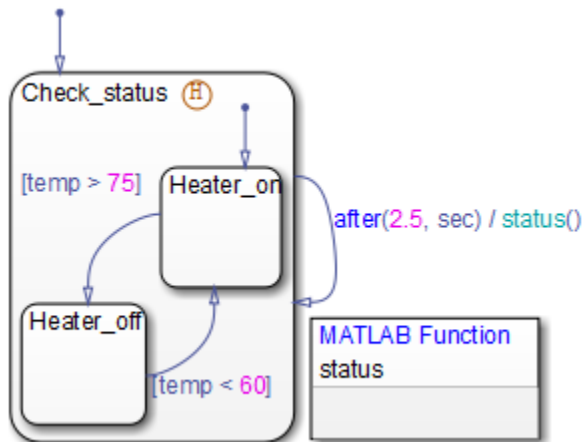 Check_status H
[temp > 75]
Heater_on
after(2.5, sec) / status()
Heater_off
MATLAB Function
status
[temp < 60]